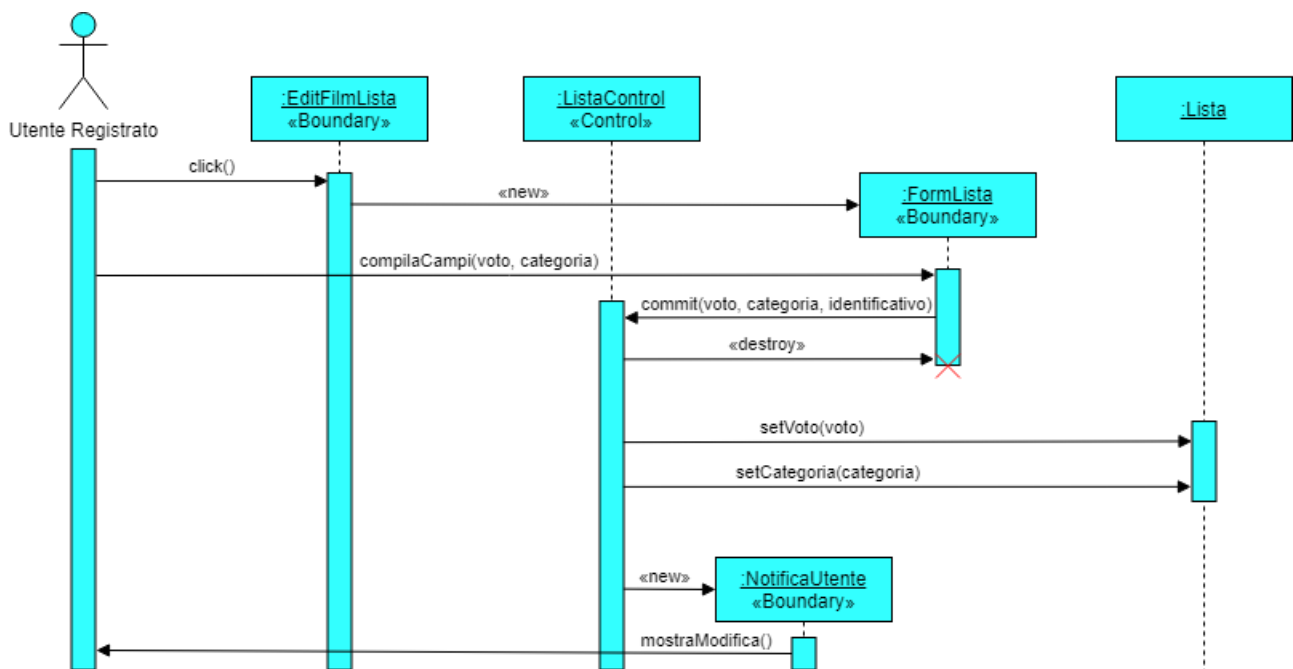 Utente Registrato
:EditFilmLista
«Boundary»
:ListaControl
«Control»
:Lista
click()
«new»
:FormLista
«Boundary»
compilaCampi(voto, categoria)
commit(voto, categoria, identificativo)
«destroy»
setVoto(voto)
setCategoria(categoria)
«new»
:NotificaUtente
«Boundary»
mostraModifica()